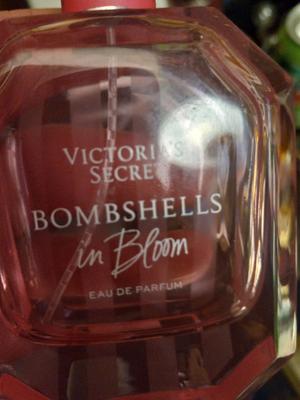 VICTORIA'S
SECRET
BOMBSHELLS
in Bloom
EAU DE PARFUM